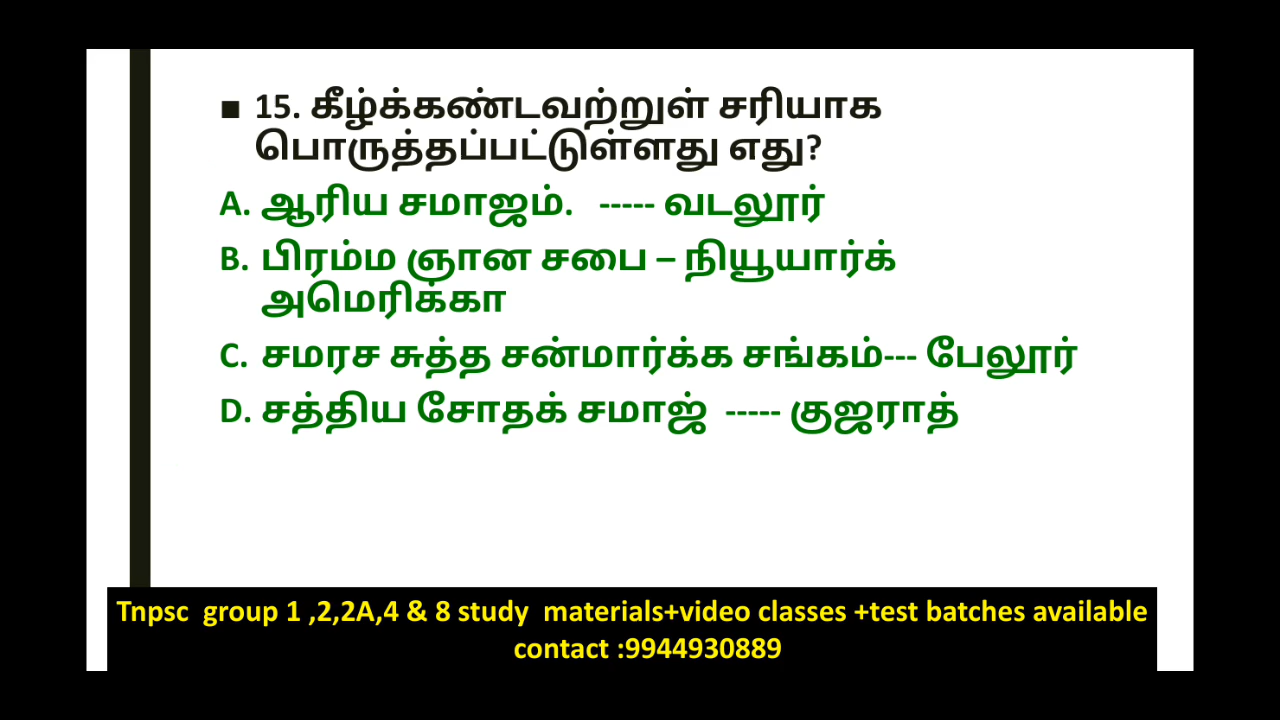 ■ 15. கீழ்க்கண்டவற்றுள் சரியாக
பொருத்தப்பட்டுள்ளது எது?
A. ஆரிய சமாஜம். ----- வடலூர்
B. பிரம்ம ஞான சபை – நியூயார்க்
அமெரிக்கா
C. சமரச சுத்த சன்மார்க்க சங்கம்--- பேலூர்
D. சத்திய சோதக் சமாஜ் ----- குஜராத்
Tnpsc group 1 ,2,2A,4 & 8 study materials+video classes +test batches available
contact :9944930889